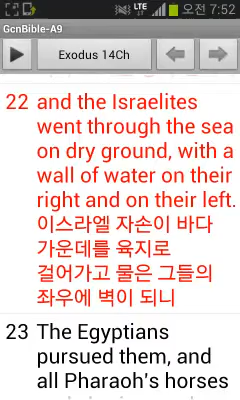 LTE 오전 7:52
GcnBible-A9
Exodus 14Ch
22 and the Israelites
went through the sea
on dry ground, with a
wall of water on their
right and on their left.
이스라엘 자손이 바다
가운데를 육지로
걸어가고 물은 그들의
좌우에 벽이 되니
23 The Egyptians
pursued them, and
all Pharaoh's horses